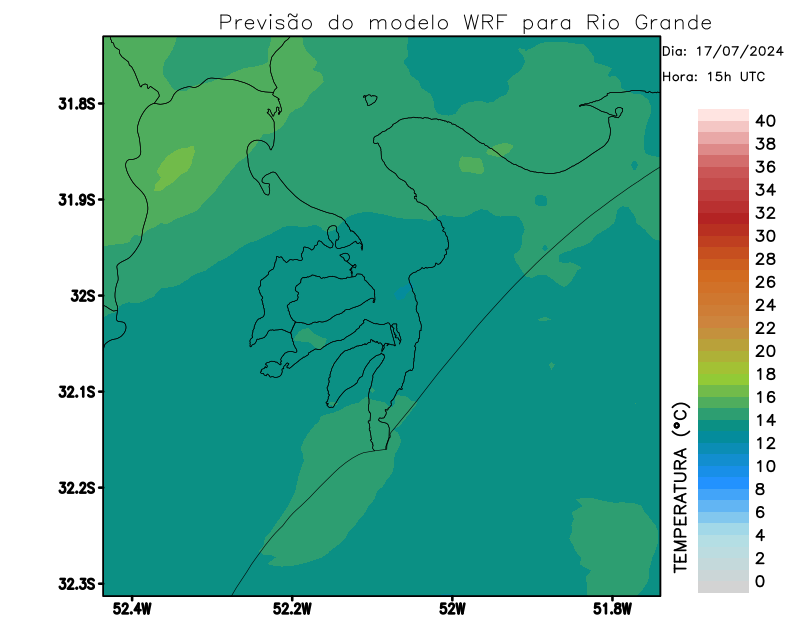 Previsão do modelo WRF para Rio Grande
Dia: 17/07/2024
Hora: 15h UTC
31.8S
31.9S
32S
32.1S
32.2S
32.3S
52.4W
52.2W
52W
51.8W
TEMPERATURA (°C)
40
38
36
34
32
30
28
26
24
22
20
18
16
14
12
10
8
6
4
2
0